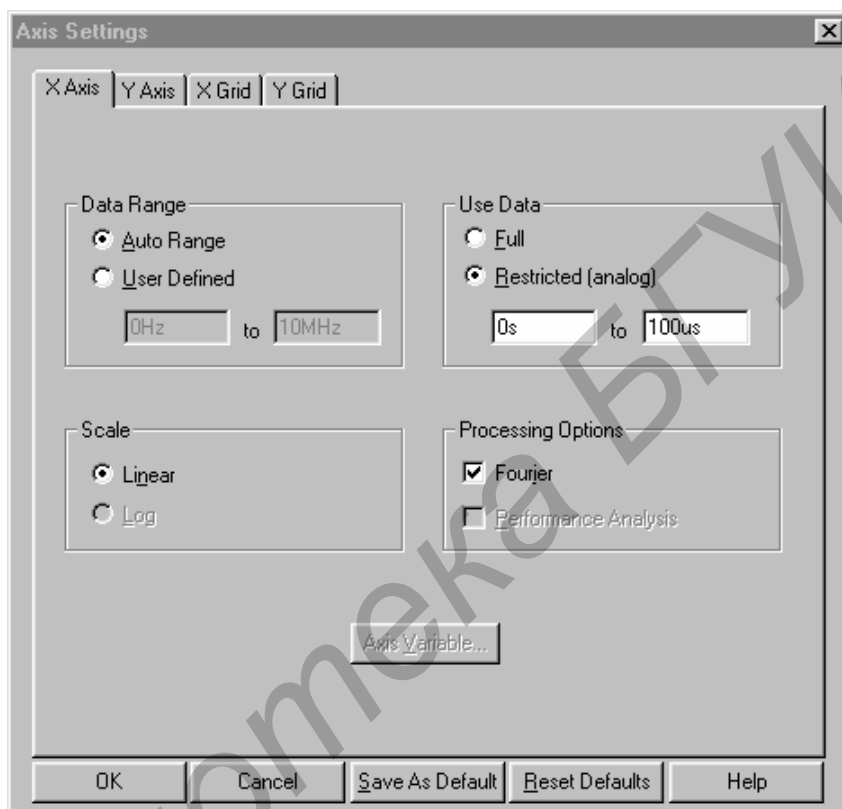 Axis Settings
X Axis Y Axis X Grid Y Grid
Data Range
Auto Range
User Defined
0Hz to 10MHz
Use Data
Full
Restricted (analog)
0s to 100us
Scale
Linear
Log
Processing Options
Fourier
Performance Analysis
Axis Variable...
OK Cancel Save As Default Reset Defaults Help